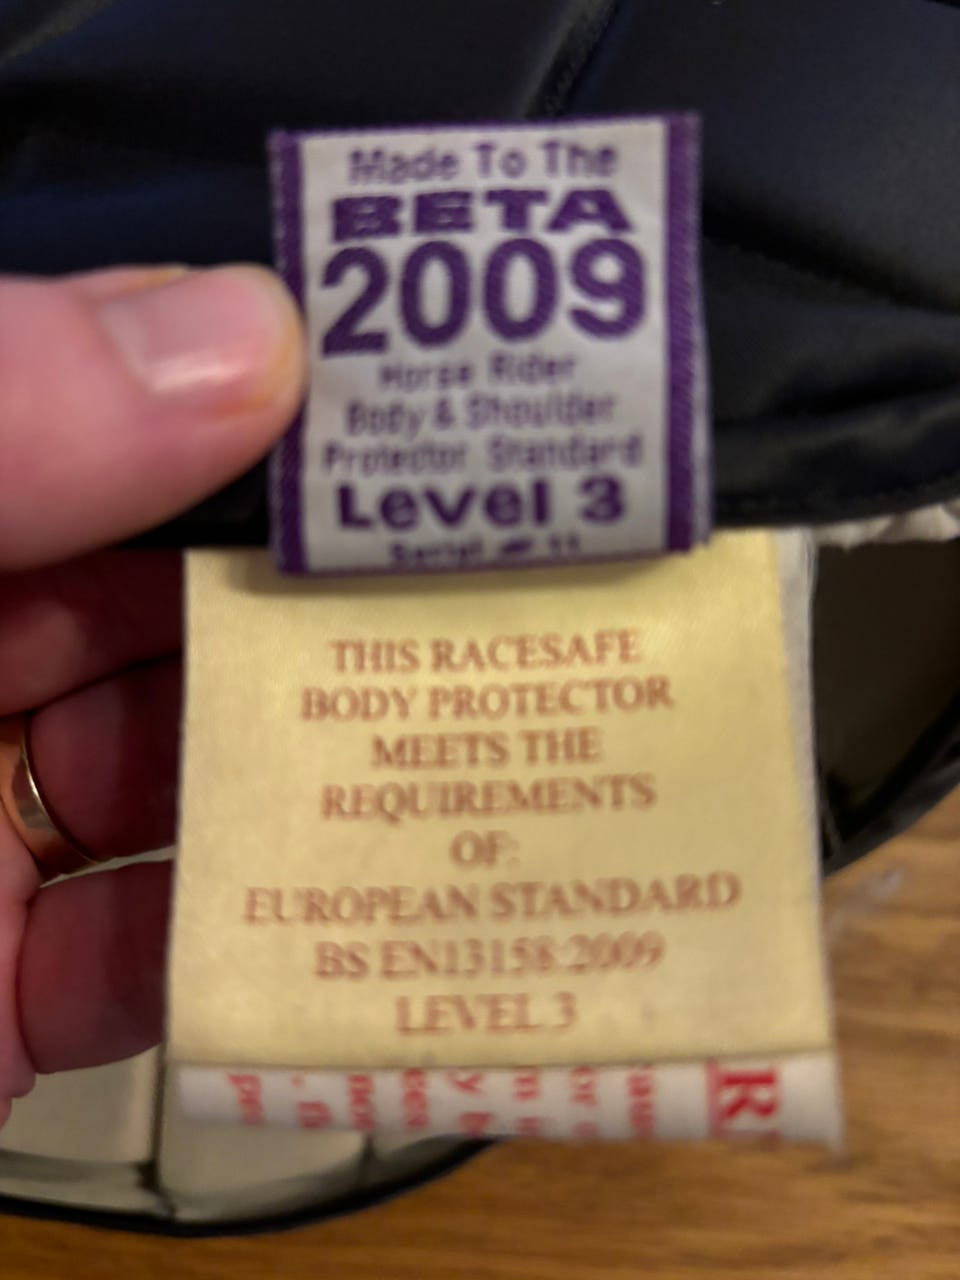 Made To The
BETA
2009
Horse Rider
Body & Shoulder
Protector Standard
Level 3
Serial
THIS RACESAFE
BODY PROTECTOR
MEETS THE
REQUIREMENTS
OF:
EUROPEAN STANDARD
BS EN13158:2009
LEVEL 3